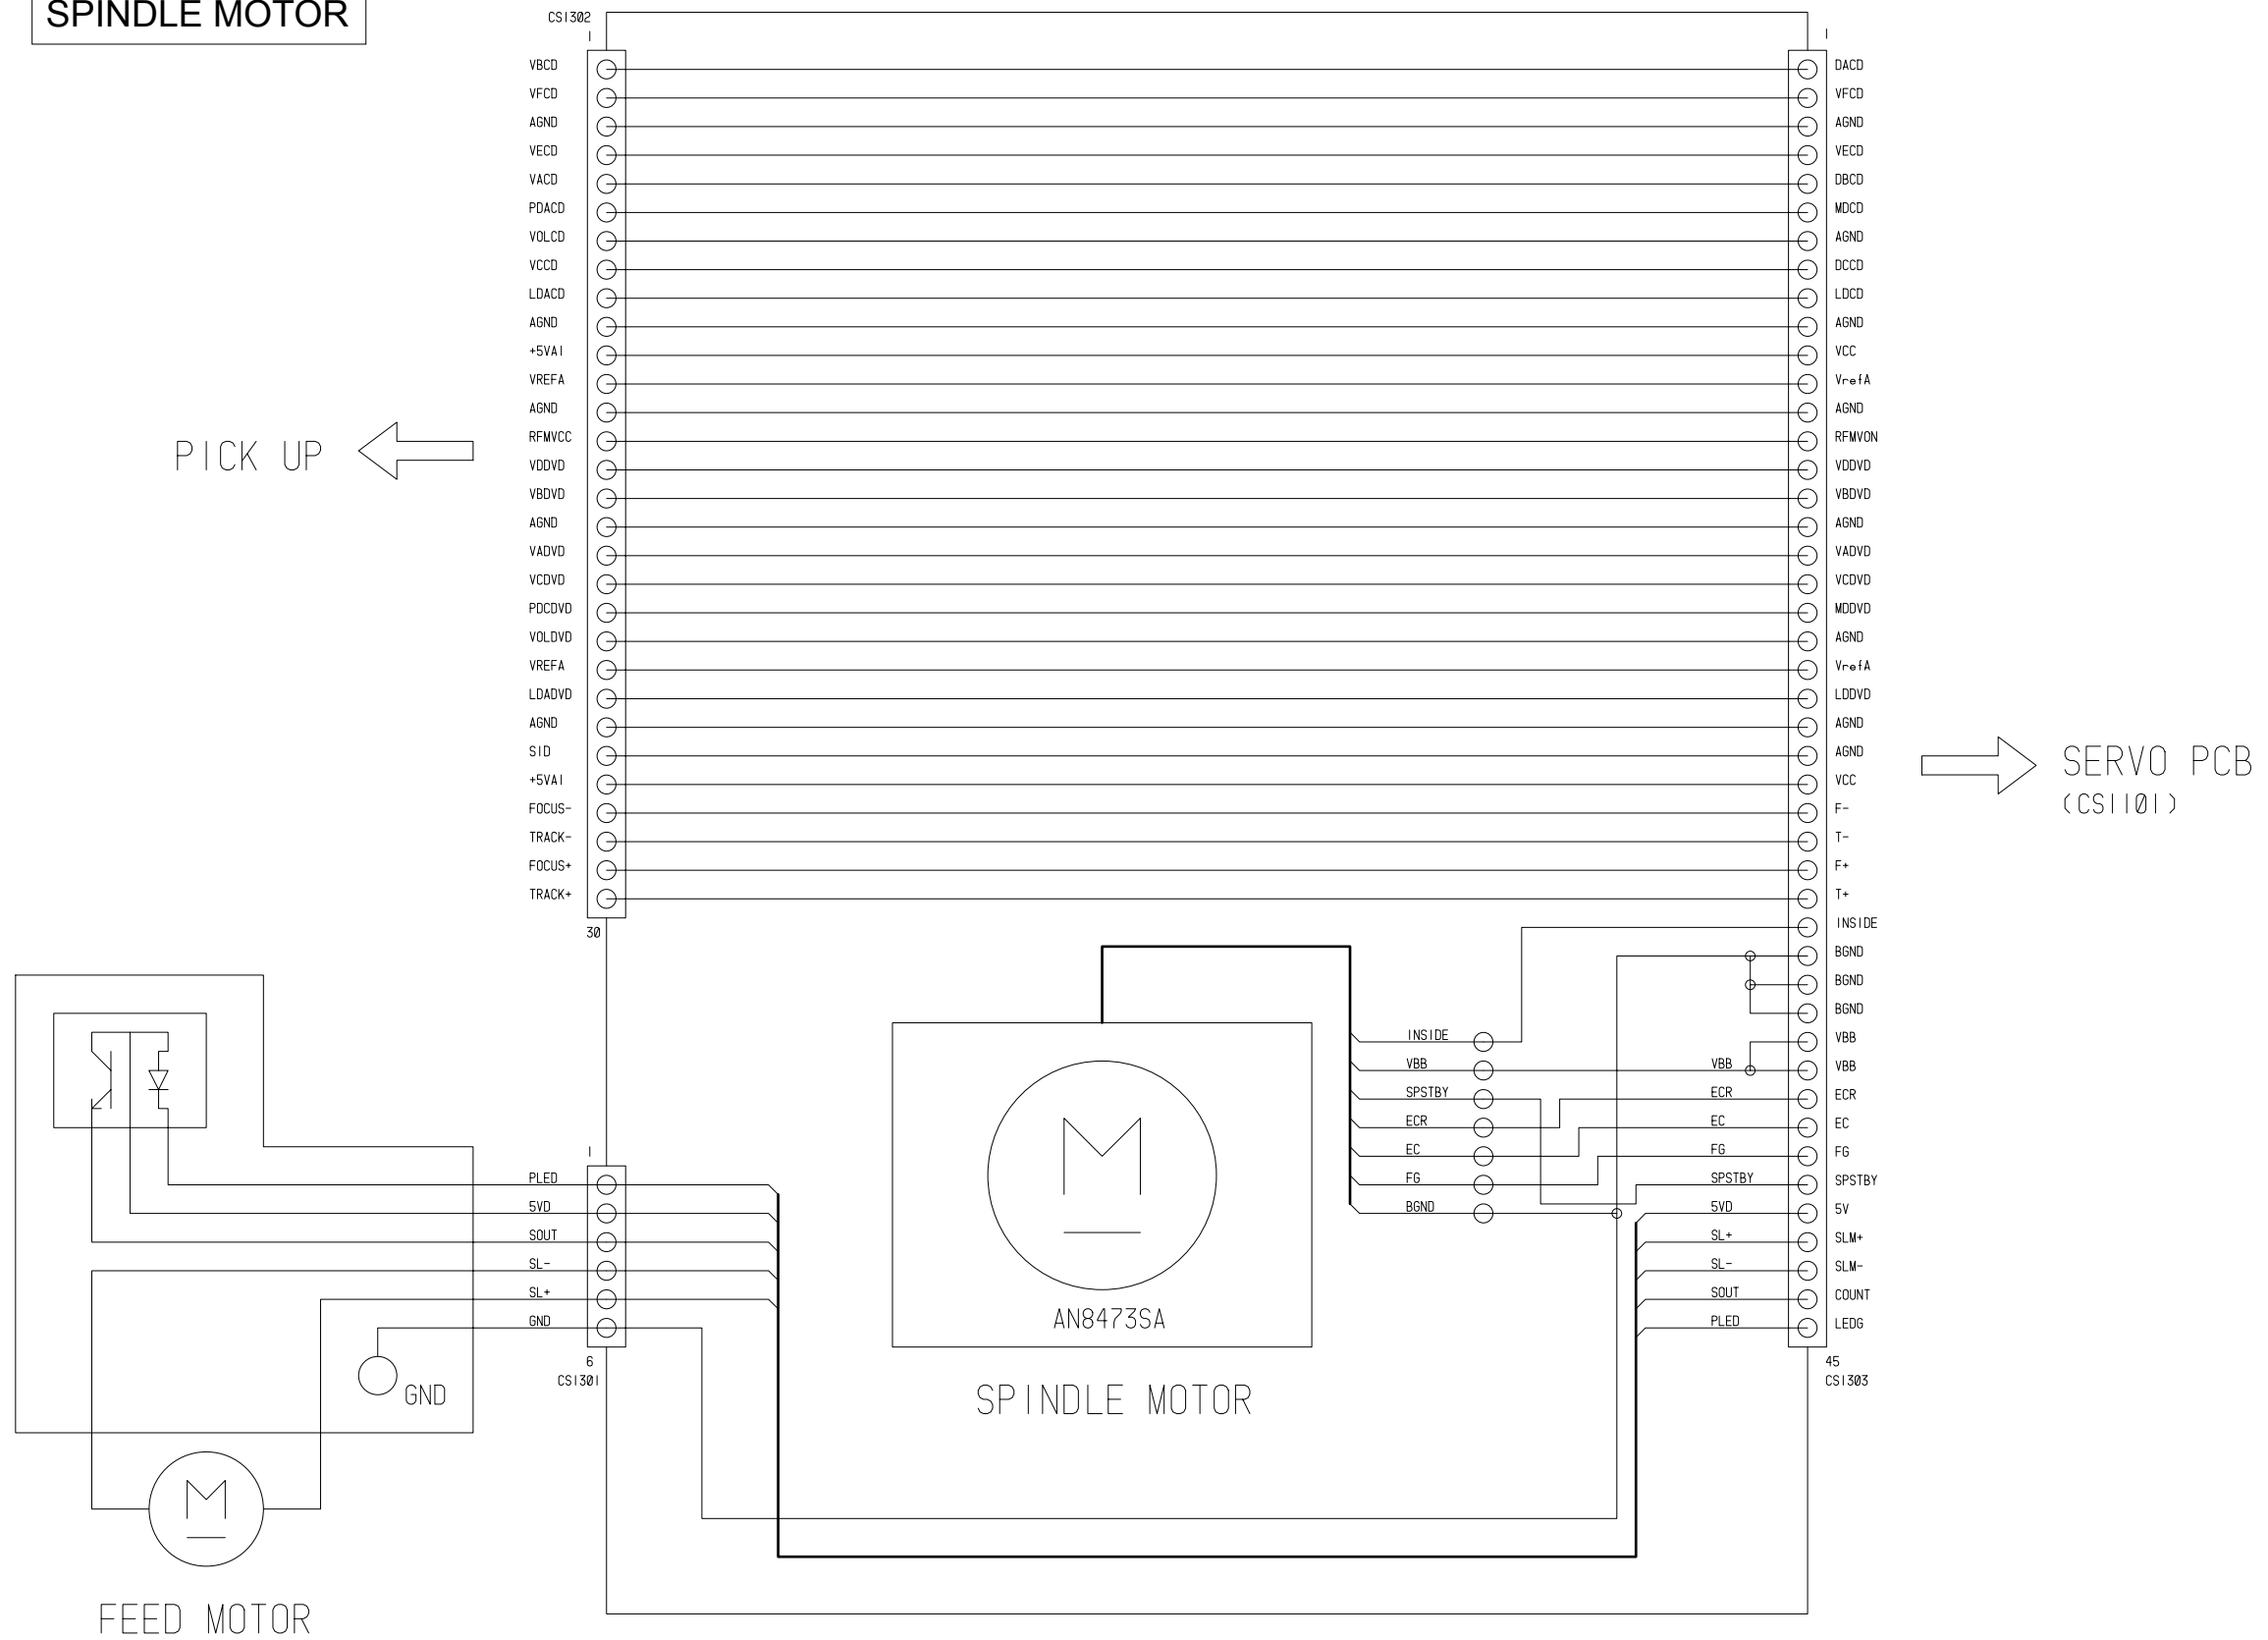 SPINDLE MOTOR
CS1302
1
1
VBCD
VFCD
AGND
VECD
VACD
PDACD
VOLCD
VCCD
LDACD
AGND
+5VA1
VREFA
AGND
RFMVCC
VDDVD
VBDVD
AGND
VADVD
VCDVD
PDCDVD
VOLDVD
VREFA
LDADVD
AGND
SID
+5VA1
FOCUS-
TRACK-
FOCUS+
TRACK+
30
DACD
VFCD
AGND
VECD
DBCD
MDCD
AGND
DCCD
LDCD
AGND
VCC
VrefA
AGND
RFMVON
VDDVD
VBDVD
AGND
VADVD
VCDVD
MDDVD
AGND
VrefA
LDDVD
AGND
AGND
VCC
F-
T-
F+
T+
INSIDE
BGND
BGND
BGND
VBB
VBB
ECR
EC
FG
SPSTBY
5V
SLM+
SLM-
COUNT
LEDG
45
CS1303
PICK UP
SERVO PCB
(CS1101)
INSIDE
VBB
SPSTBY
ECR
EC
FG
BGND
VBB
ECR
EC
FG
SPSTBY
5VD
SL+
SL-
SOUT
PLED
1
PLED
5VD
SOUT
SL-
SL+
GND
6
CS1301
GND
M
AN8473SA
SPINDLE MOTOR
M
FEED MOTOR